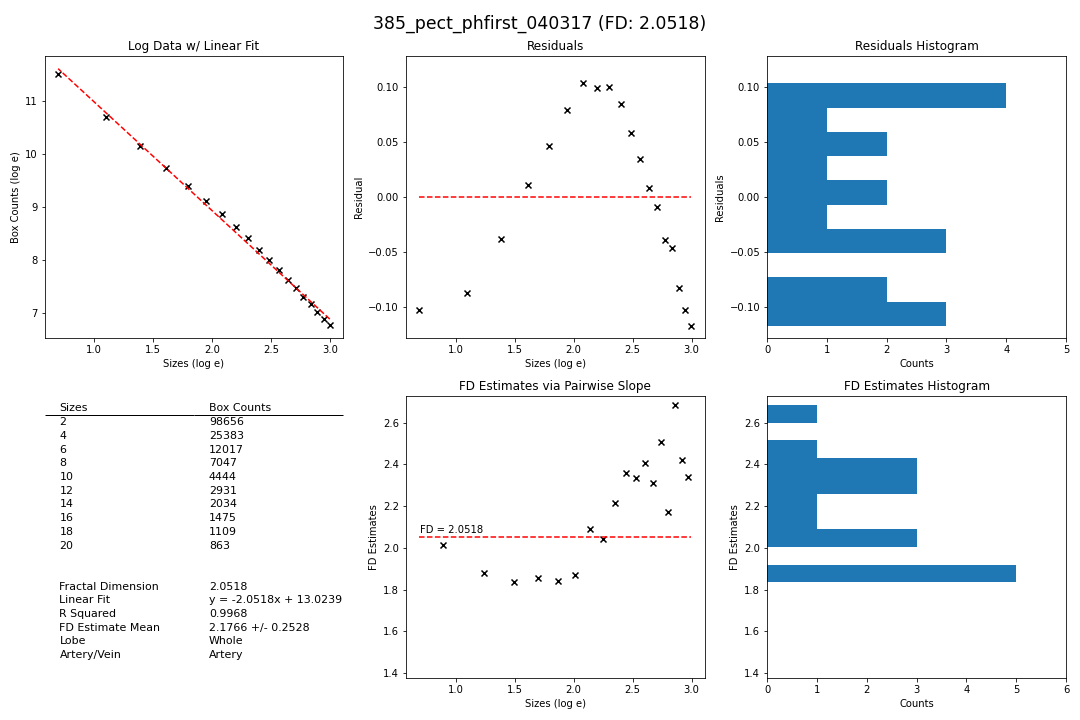 385_pect_phfirst_040317 (FD: 2.0518)
Log Data w/ Linear Fit
Box Counts (log e)
11
10
9
8
7
1.0 1.5 2.0 2.5 3.0
Sizes (log e)
Residuals
Residual
0.10
0.05
0.00
−0.05
−0.10
1.0 1.5 2.0 2.5 3.0
Sizes (log e)
Residuals Histogram
Residuals
0.10
0.05
0.00
−0.05
−0.10
0 1 2 3 4 5
Counts
Sizes Box Counts
2 98656
4 25383
6 12017
8 7047
10 4444
12 2931
14 2034
16 1475
18 1109
20 863
Fractal Dimension 2.0518
Linear Fit y = -2.0518x + 13.0239
R Squared 0.9968
FD Estimate Mean 2.1766 +/- 0.2528
Lobe Whole
Artery/Vein Artery
FD Estimates via Pairwise Slope
FD Estimates
2.6
2.4
2.2
2.0
1.8
1.6
1.4
FD = 2.0518
1.0 1.5 2.0 2.5 3.0
Sizes (log e)
FD Estimates Histogram
FD Estimates
2.6
2.4
2.2
2.0
1.8
1.6
1.4
0 1 2 3 4 5 6
Counts